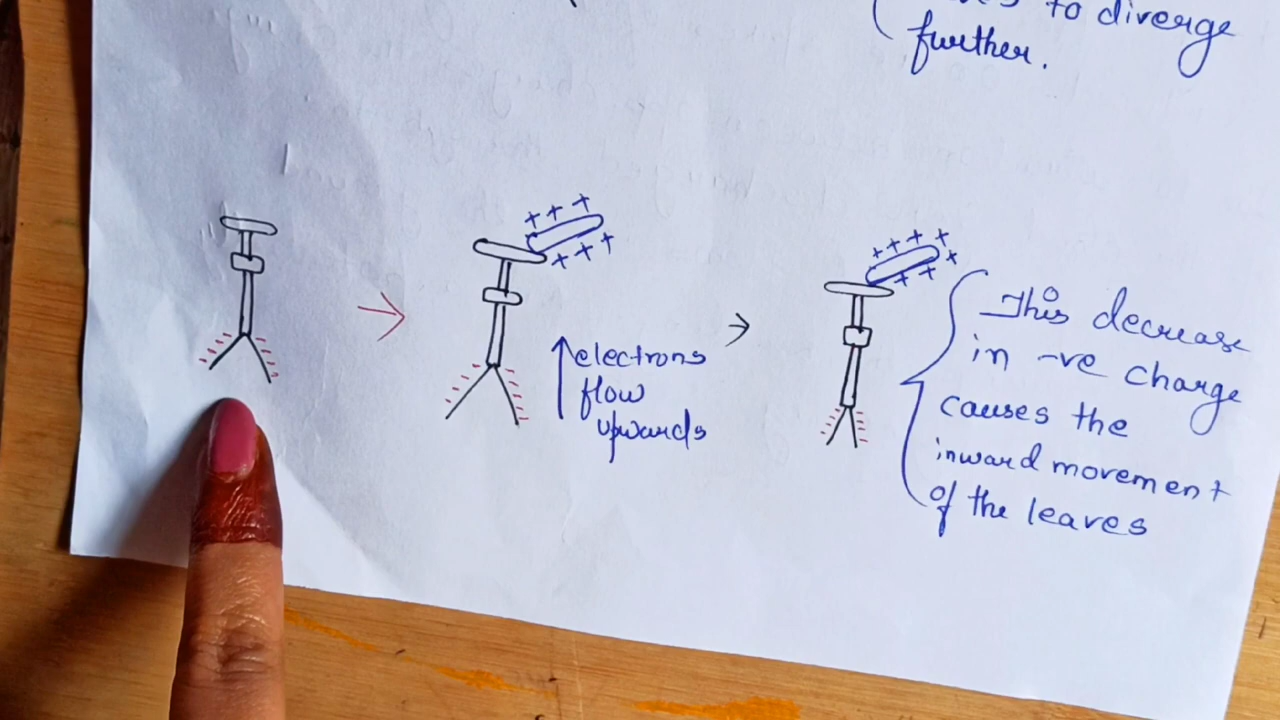 to diverge
further.
electrons
flow
upwards
This decrease
in -ve charge
causes the
inward movement
of the leaves